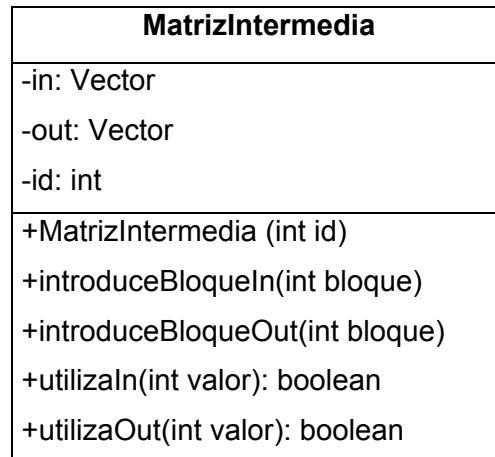 MatrizIntermedia
-in: Vector
-out: Vector
-id: int
+MatrizIntermedia (int id)
+introduceBloqueIn(int bloque)
+introduceBloqueOut(int bloque)
+utilizaIn(int valor): boolean
+utilizaOut(int valor): boolean